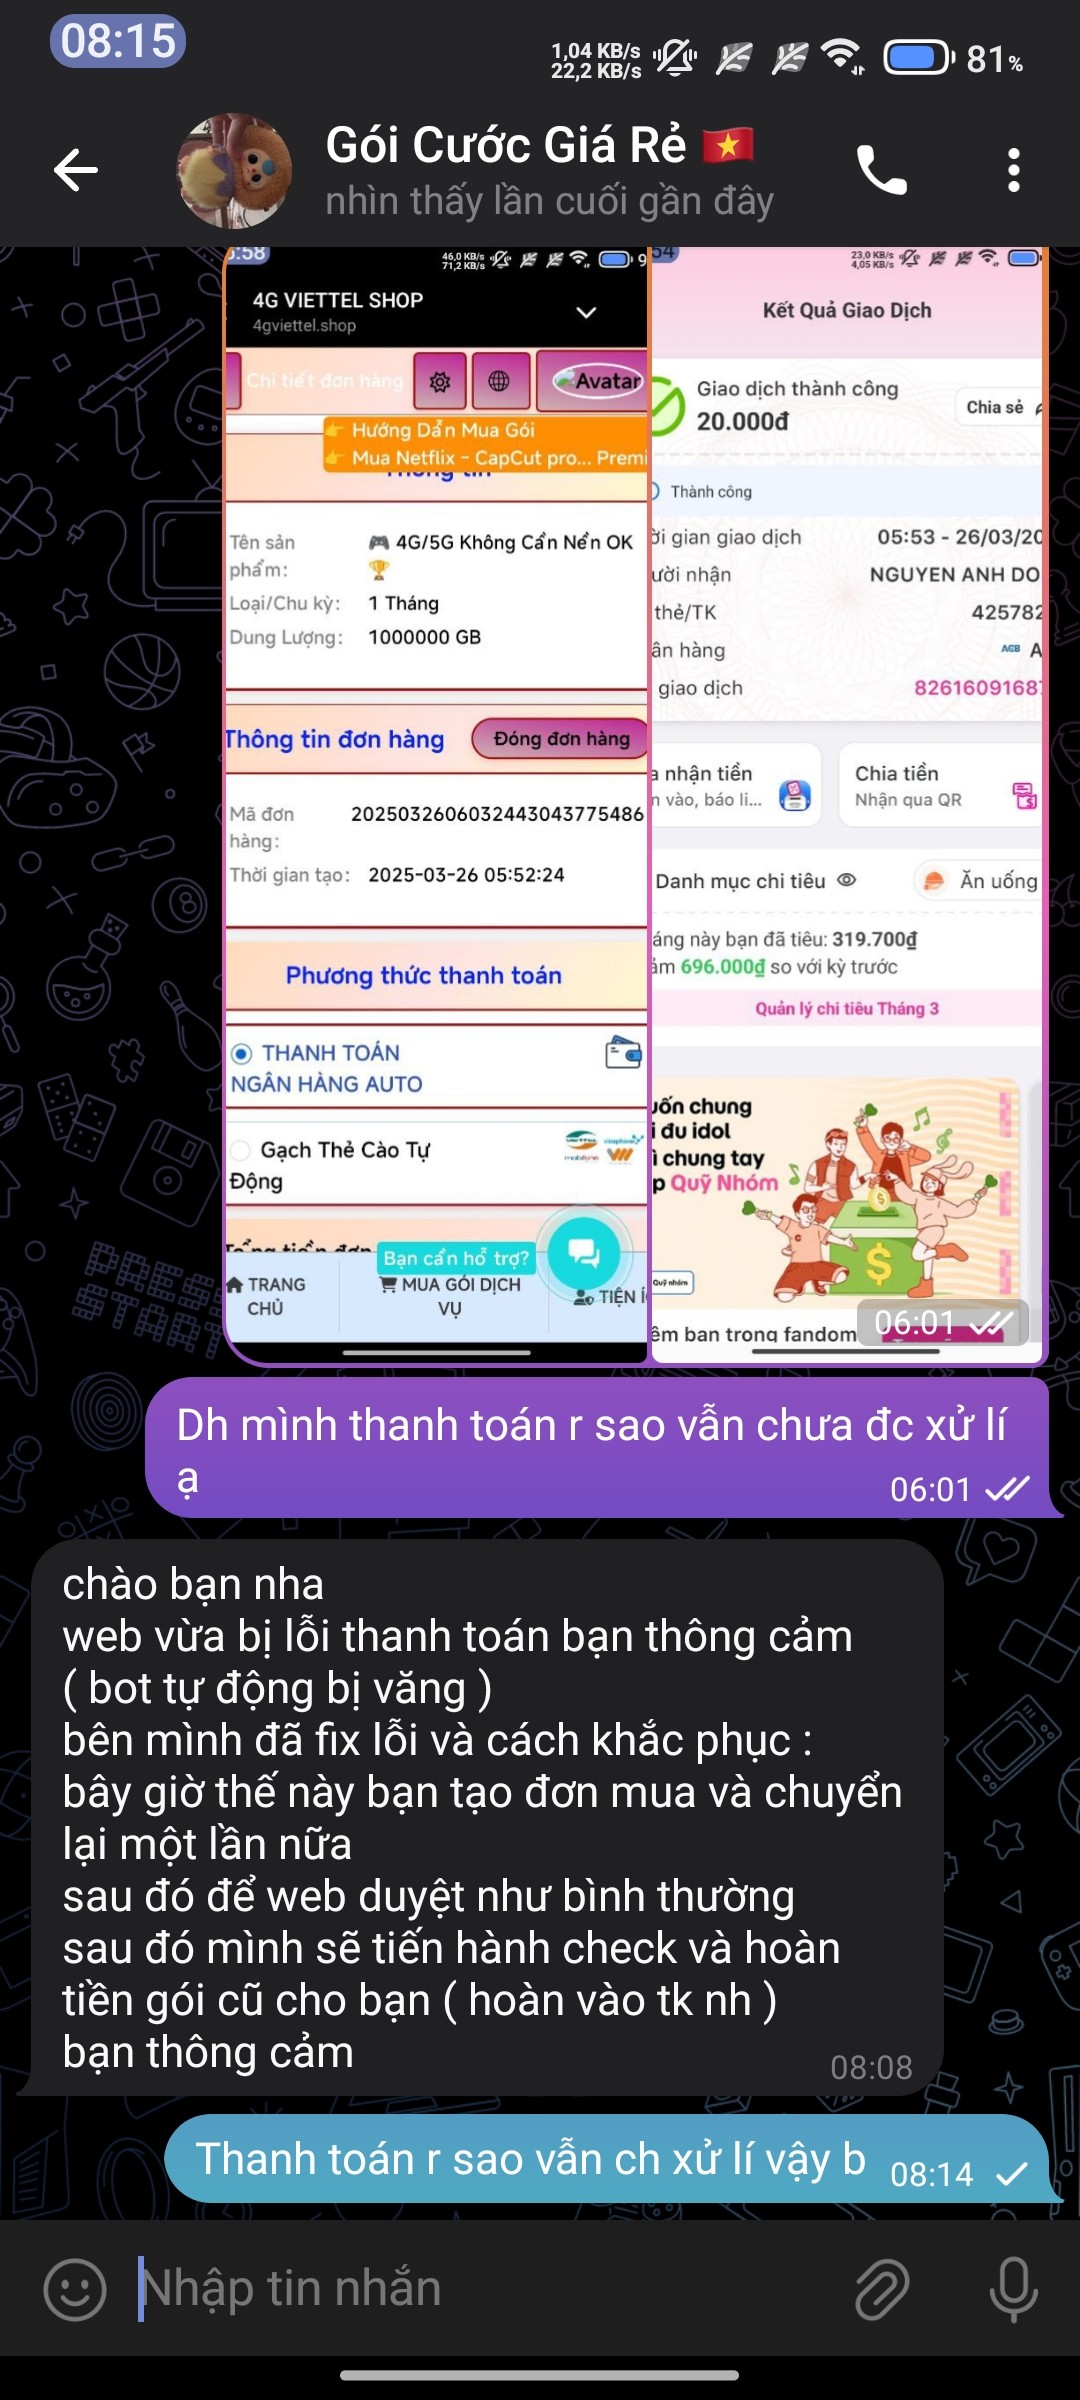 08:15
1,04 KB/s
22,2 KB/s
81%
Gói Cước Giá Rẻ
nhìn thấy lần cuối gần đây
5:58
46,0 KB/s
71,2 KB/s
9
4G VIETTEL SHOP
4gviettel.shop
Chi tiết đơn hàng
Avatar
Hướng Dẫn Mua Gói
Mua Netflix - CapCut pro... Premi
Thông tin
Tên sản
phẩm:
4G/5G Không Cần Nền OK
Loại/Chu kỳ: 1 Tháng
Dung Lượng: 1000000 GB
Thông tin đơn hàng
Đóng đơn hàng
Mã đơn
hàng:
2025032606032443043775486
Thời gian tạo: 2025-03-26 05:52:24
Phương thức thanh toán
THANH TOÁN
NGÂN HÀNG AUTO
Gạch Thẻ Cào Tự
Động
Tổng tiền đơn
Bạn cần hỗ trợ?
TRANG
CHỦ
MUA GÓI DỊCH
VỤ
TIỆN Í
54
23,0 KB/s
4,05 KB/s
Kết Quả Giao Dịch
Giao dịch thành công
20.000đ
Chia sẻ
Thành công
ời gian giao dịch 05:53 - 26/03/20
ười nhận NGUYEN ANH DO
thẻ/TK 425782
ân hàng ACB A
giao dịch 82616091687
a nhận tiền
n vào, báo li...
Chia tiền
Nhận qua QR
Danh mục chi tiêu
Ăn uống
áng này bạn đã tiêu: 319.700₫
ảm 696.000₫ so với kỳ trước
Quản lý chi tiêu Tháng 3
uốn chung
i đu idol
ì chung tay
p Quỹ Nhóm
Quỹ nhóm
êm bạn trong fandom
06:01
Dh mình thanh toán r sao vẫn chưa đc xử lí
ạ
06:01
chào bạn nha
web vừa bị lỗi thanh toán bạn thông cảm
( bot tự động bị văng )
bên mình đã fix lỗi và cách khắc phục :
bây giờ thế này bạn tạo đơn mua và chuyển
lại một lần nữa
sau đó để web duyệt như bình thường
sau đó mình sẽ tiến hành check và hoàn
tiền gói cũ cho bạn ( hoàn vào tk nh )
bạn thông cảm
08:08
Thanh toán r sao vẫn ch xử lí vậy b
08:14
Nhập tin nhắn